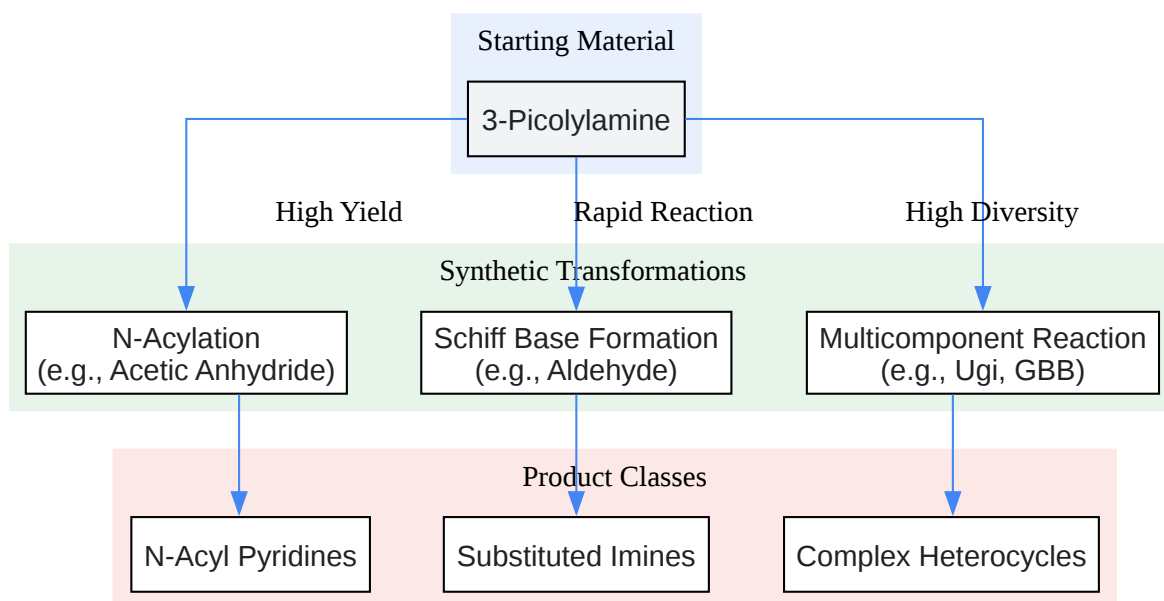 Starting Material
3-Picolylamine
High Yield
Rapid Reaction
High Diversity
Synthetic Transformations
N-Acylation
(e.g., Acetic Anhydride)
Schiff Base Formation
(e.g., Aldehyde)
Multicomponent Reaction
(e.g., Ugi, GBB)
Product Classes
N-Acyl Pyridines
Substituted Imines
Complex Heterocycles